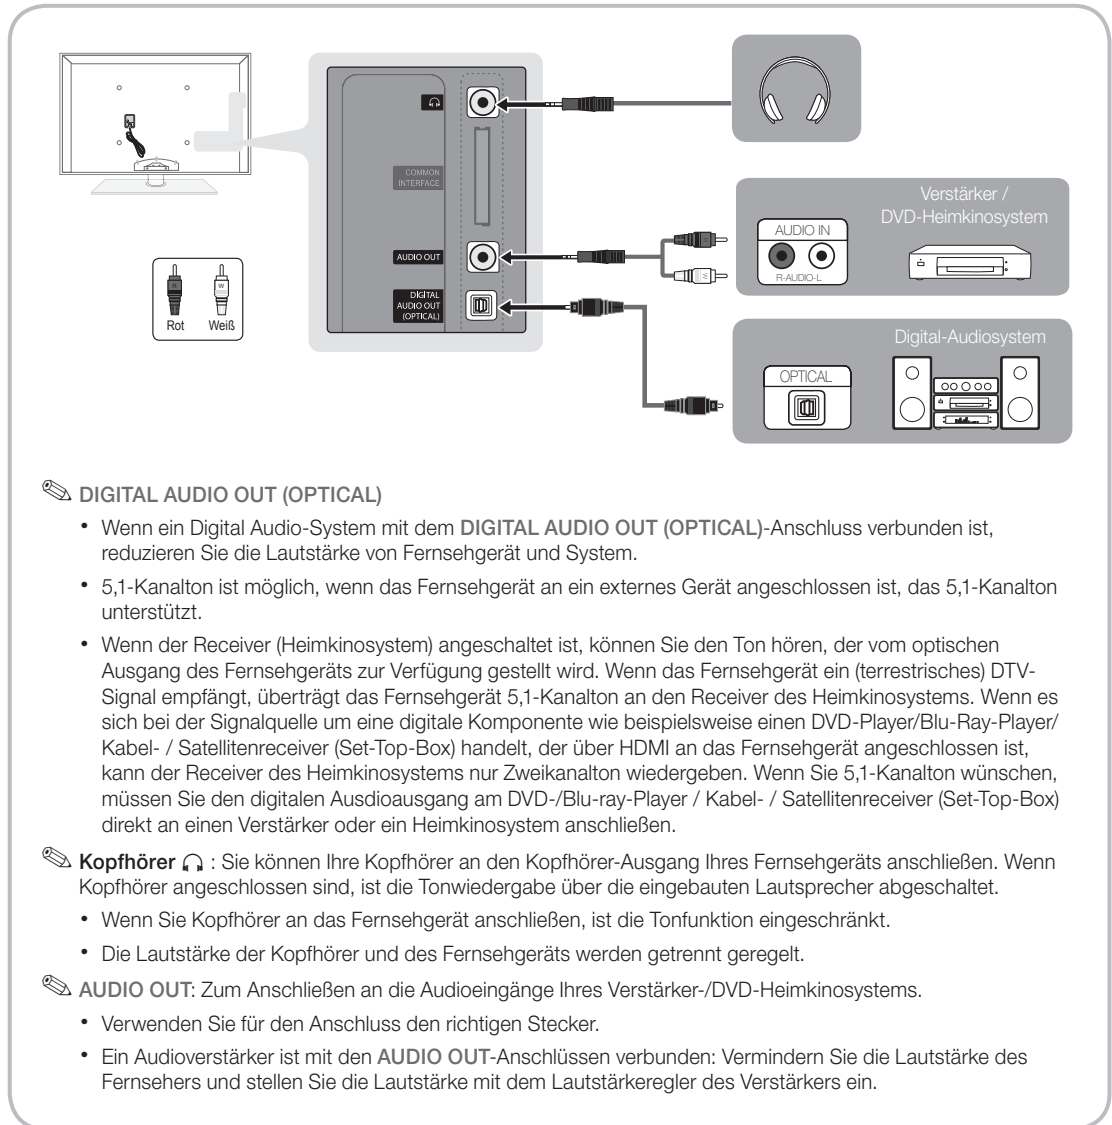 COMMON
INTERFACE
AUDIO OUT
DIGITAL
AUDIO OUT
(OPTICAL)
R
W
Rot
Weiß
R
W
Verstärker /
DVD-Heimkinosystem
AUDIO IN
R-AUDIO-L
Digital-Audiosystem
OPTICAL
DIGITAL AUDIO OUT (OPTICAL)
• Wenn ein Digital Audio-System mit dem DIGITAL AUDIO OUT (OPTICAL)-Anschluss verbunden ist,
reduzieren Sie die Lautstärke von Fernsehgerät und System.
• 5,1-Kanalton ist möglich, wenn das Fernsehgerät an ein externes Gerät angeschlossen ist, das 5,1-Kanalton
unterstützt.
• Wenn der Receiver (Heimkinosystem) angeschaltet ist, können Sie den Ton hören, der vom optischen
Ausgang des Fernsehgeräts zur Verfügung gestellt wird. Wenn das Fernsehgerät ein (terrestrisches) DTV-
Signal empfängt, überträgt das Fernsehgerät 5,1-Kanalton an den Receiver des Heimkinosystems. Wenn es
sich bei der Signalquelle um eine digitale Komponente wie beispielsweise einen DVD-Player/Blu-Ray-Player/
Kabel- / Satellitenreceiver (Set-Top-Box) handelt, der über HDMI an das Fernsehgerät angeschlossen ist,
kann der Receiver des Heimkinosystems nur Zweikanalton wiedergeben. Wenn Sie 5,1-Kanalton wünschen,
müssen Sie den digitalen Ausdioausgang am DVD-/Blu-ray-Player / Kabel- / Satellitenreceiver (Set-Top-Box)
direkt an einen Verstärker oder ein Heimkinosystem anschließen.
Kopfhörer : Sie können Ihre Kopfhörer an den Kopfhörer-Ausgang Ihres Fernsehgeräts anschließen. Wenn
Kopfhörer angeschlossen sind, ist die Tonwiedergabe über die eingebauten Lautsprecher abgeschaltet.
• Wenn Sie Kopfhörer an das Fernsehgerät anschließen, ist die Tonfunktion eingeschränkt.
• Die Lautstärke der Kopfhörer und des Fernsehgeräts werden getrennt geregelt.
AUDIO OUT: Zum Anschließen an die Audioeingänge Ihres Verstärker-/DVD-Heimkinosystems.
• Verwenden Sie für den Anschluss den richtigen Stecker.
• Ein Audioverstärker ist mit den AUDIO OUT-Anschlüssen verbunden: Vermindern Sie die Lautstärke des
Fernsehers und stellen Sie die Lautstärke mit dem Lautstärkeregler des Verstärkers ein.